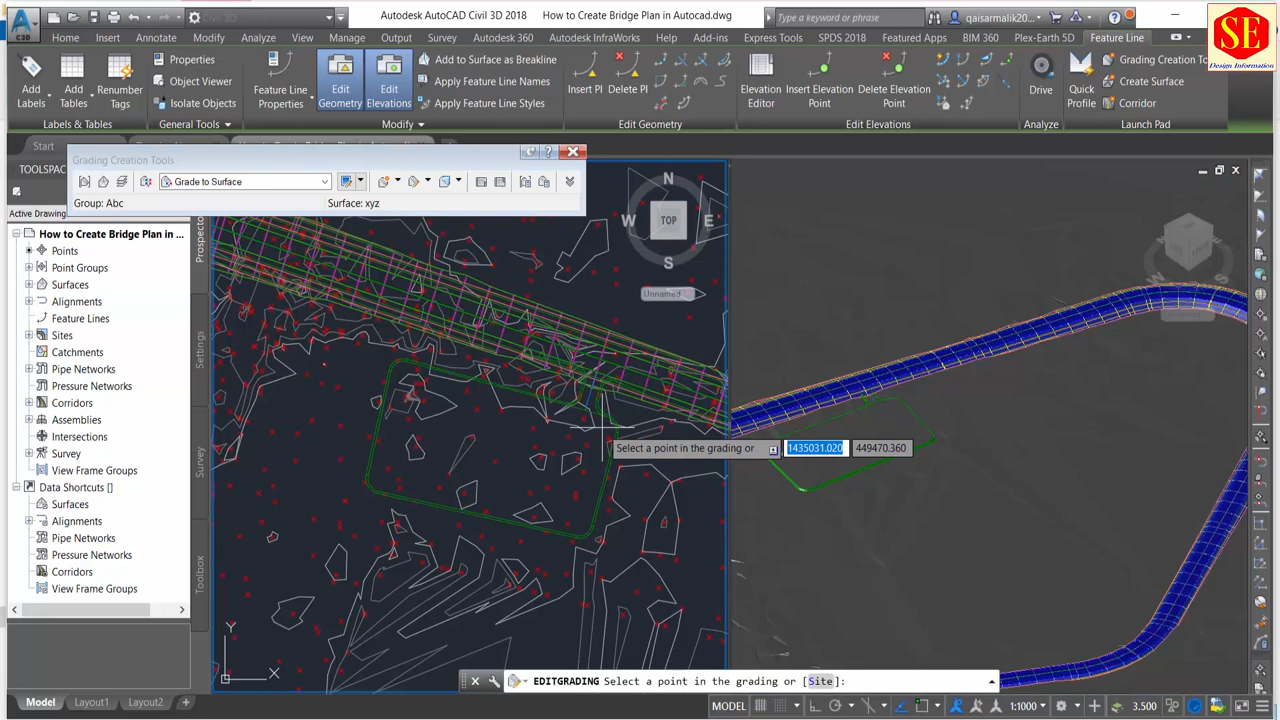 Civil 3D
Autodesk AutoCAD Civil 3D 2018 How to Create Bridge Plan in Autocad.dwg
Type a keyword or phrase
qaisarmalik20...
SE
Design Information
C3D
Home Insert Annotate Modify Analyze View Manage Output Survey Autodesk 360 Autodesk InfraWorks Help Add-ins Express Tools SPDS 2018 Featured Apps BIM 360 Plex-Earth 5D Feature Line
Add Labels
Add Tables
Renumber Tags
Properties
Object Viewer
Isolate Objects
Feature Line Properties
Edit Geometry
Edit Elevations
Add to Surface as Breakline
Apply Feature Line Names
Apply Feature Line Styles
Insert PI
Delete PI
Elevation Editor
Insert Elevation Point
Delete Elevation Point
Drive
Quick Profile
Grading Creation To
Create Surface
Corridor
Labels & Tables
General Tools
Modify
Edit Geometry
Edit Elevations
Analyze
Launch Pad
Start
TOOLSPAC
Grading Creation Tools
Grade to Surface
Group: Abc
Surface: xyz
Active Drawing
How to Create Bridge Plan in ...
Points
Point Groups
Surfaces
Alignments
Feature Lines
Sites
Catchments
Pipe Networks
Pressure Networks
Corridors
Assemblies
Intersections
Survey
View Frame Groups
Data Shortcuts []
Surfaces
Alignments
Pipe Networks
Pressure Networks
Corridors
View Frame Groups
Prospector
Settings
Survey
Toolbox
N
W
TOP
E
S
Unnamed
W
S
Select a point in the grading or
1435031.020
449470.360
Y
X
EDITGRADING Select a point in the grading or [Site]:
Model Layout1 Layout2 +
MODEL
1:1000
3.500